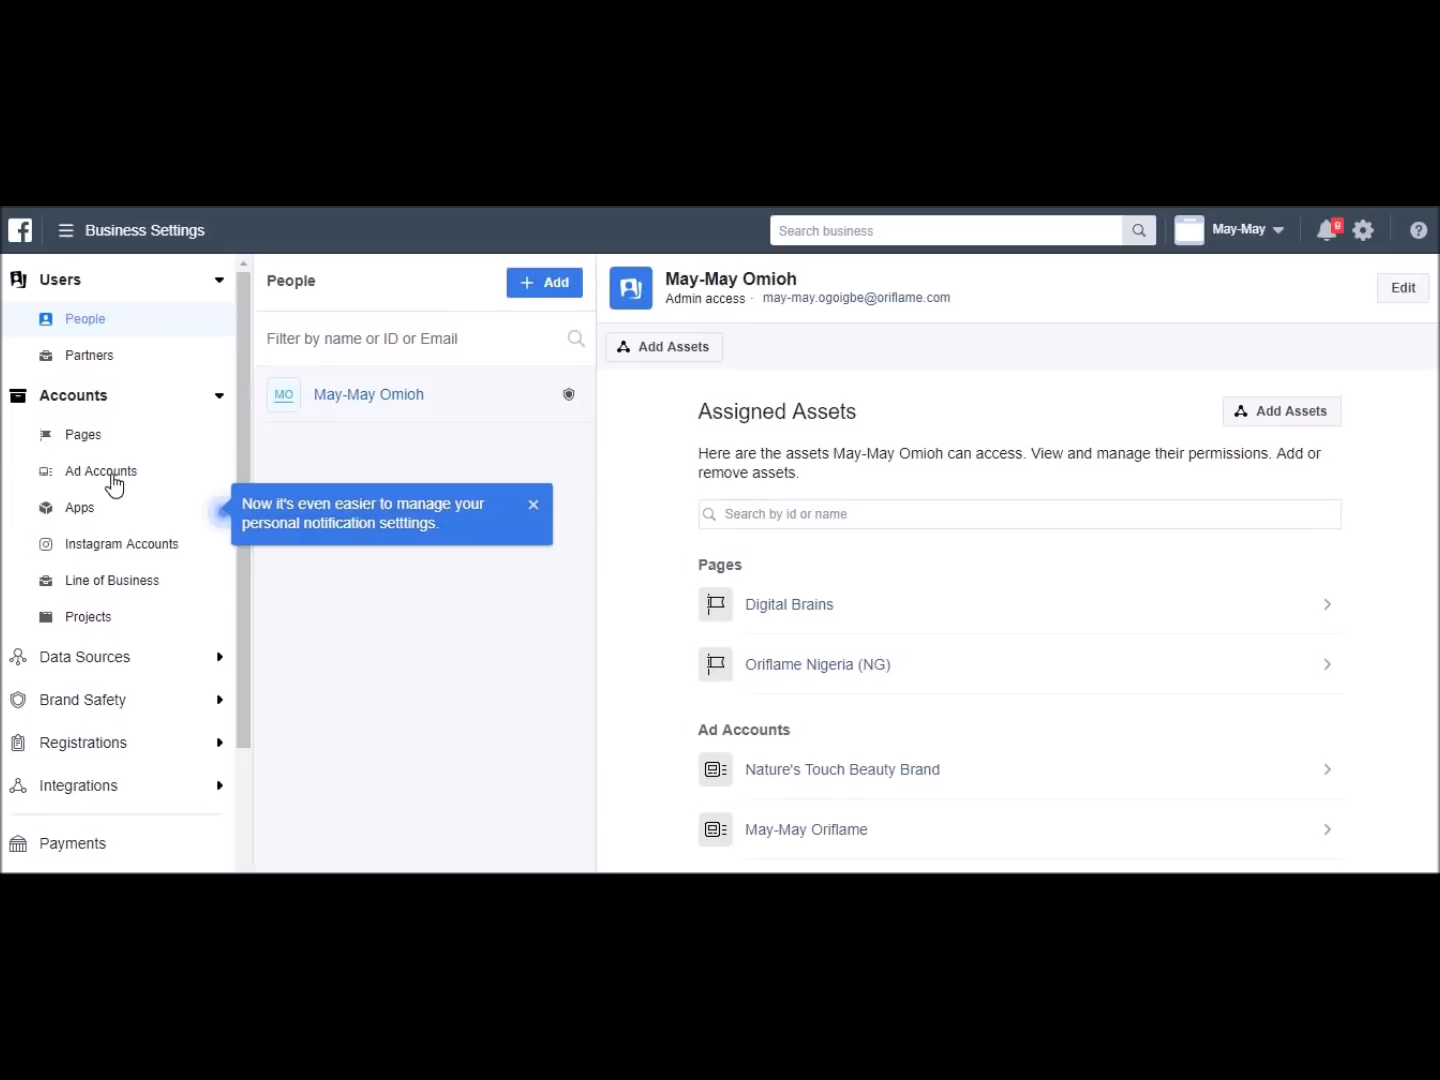 Business Settings
Search business
May-May
9
Users
People
Partners
Accounts
Pages
Ad Accounts
Apps
Instagram Accounts
Line of Business
Projects
Data Sources
Brand Safety
Registrations
Integrations
Payments
People
+ Add
Filter by name or ID or Email
MO May-May Omioh
Now it's even easier to manage your
personal notification setttings.
May-May Omioh
Admin access · may-may.ogoigbe@oriflame.com
Edit
Add Assets
Assigned Assets
Add Assets
Here are the assets May-May Omioh can access. View and manage their permissions. Add or
remove assets.
Search by id or name
Pages
Digital Brains
Oriflame Nigeria (NG)
Ad Accounts
Nature's Touch Beauty Brand
May-May Oriflame